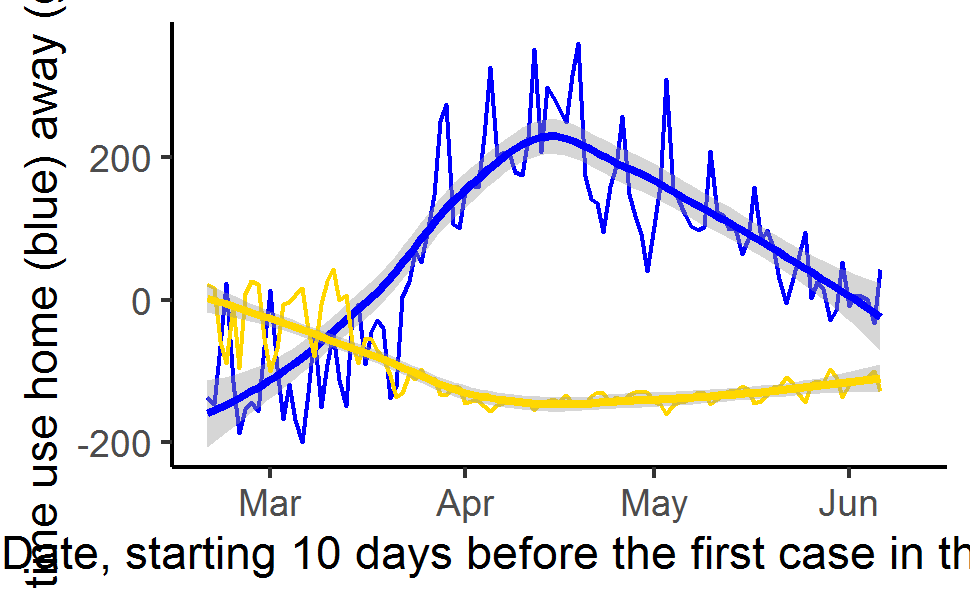 time use home (blue) away (
200
0
-200
Mar Apr May Jun
Date, starting 10 days before the first case in th